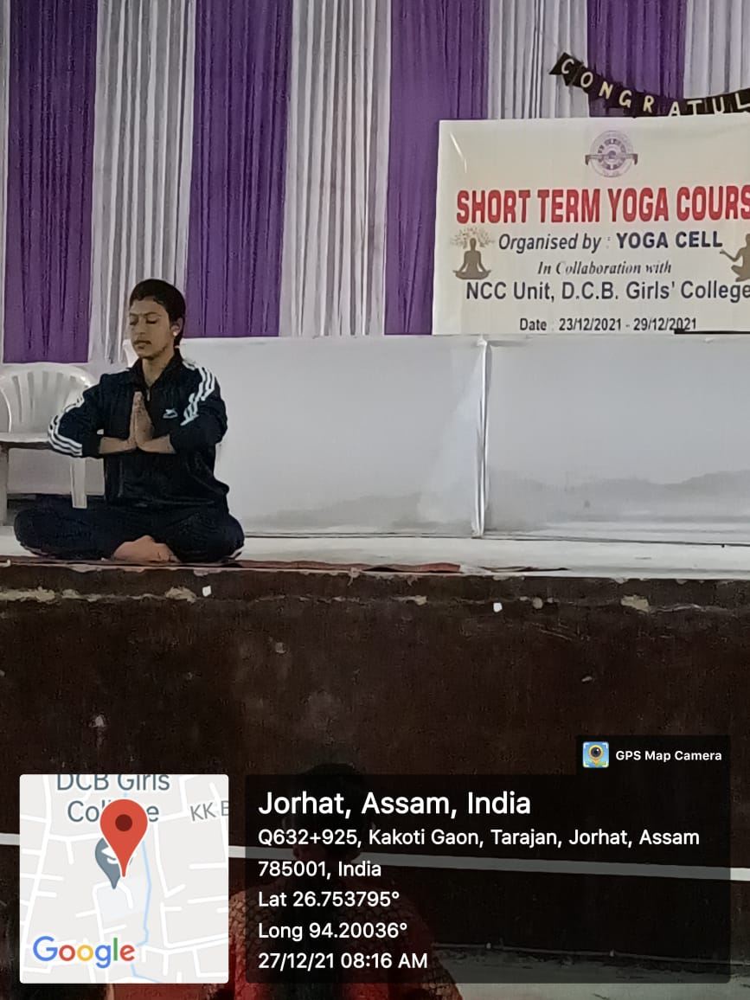 CONGRATUL
SHORT TERM YOGA COURS
Organised by : YOGA CELL
In Collaboration with
NCC Unit, D.C.B. Girls' College
Date : 23/12/2021 - 29/12/2021
GPS Map Camera
DCB Girls
KK B
Google
Jorhat, Assam, India
Q632+925, Kakoti Gaon, Tarajan, Jorhat, Assam
785001, India
Lat 26.753795°
Long 94.20036°
27/12/21 08:16 AM